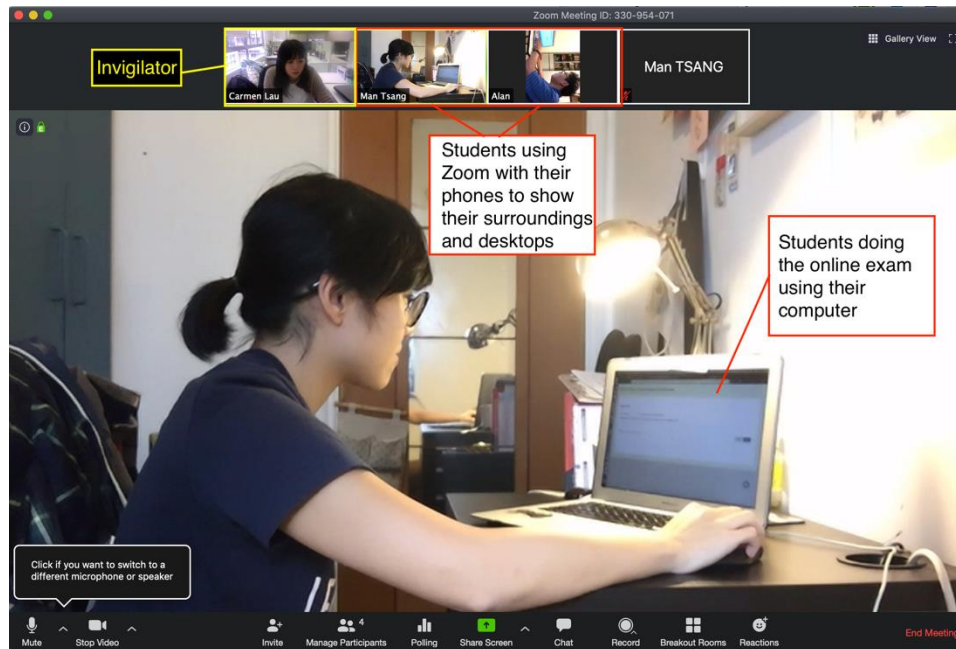 Zoom Meeting ID: 330-954-071
Gallery View
Invigilator
Carmen Lau
Man Tsang
Alan
Man TSANG
Students using
Zoom with their
phones to show
their surroundings
and desktops
Students doing
the online exam
using their
computer
Click if you want to switch to a
different microphone or speaker
Mute
Stop Video
Invite
4
Manage Participants
Polling
Share Screen
Chat
Record
Breakout Rooms
Reactions
End Meeting